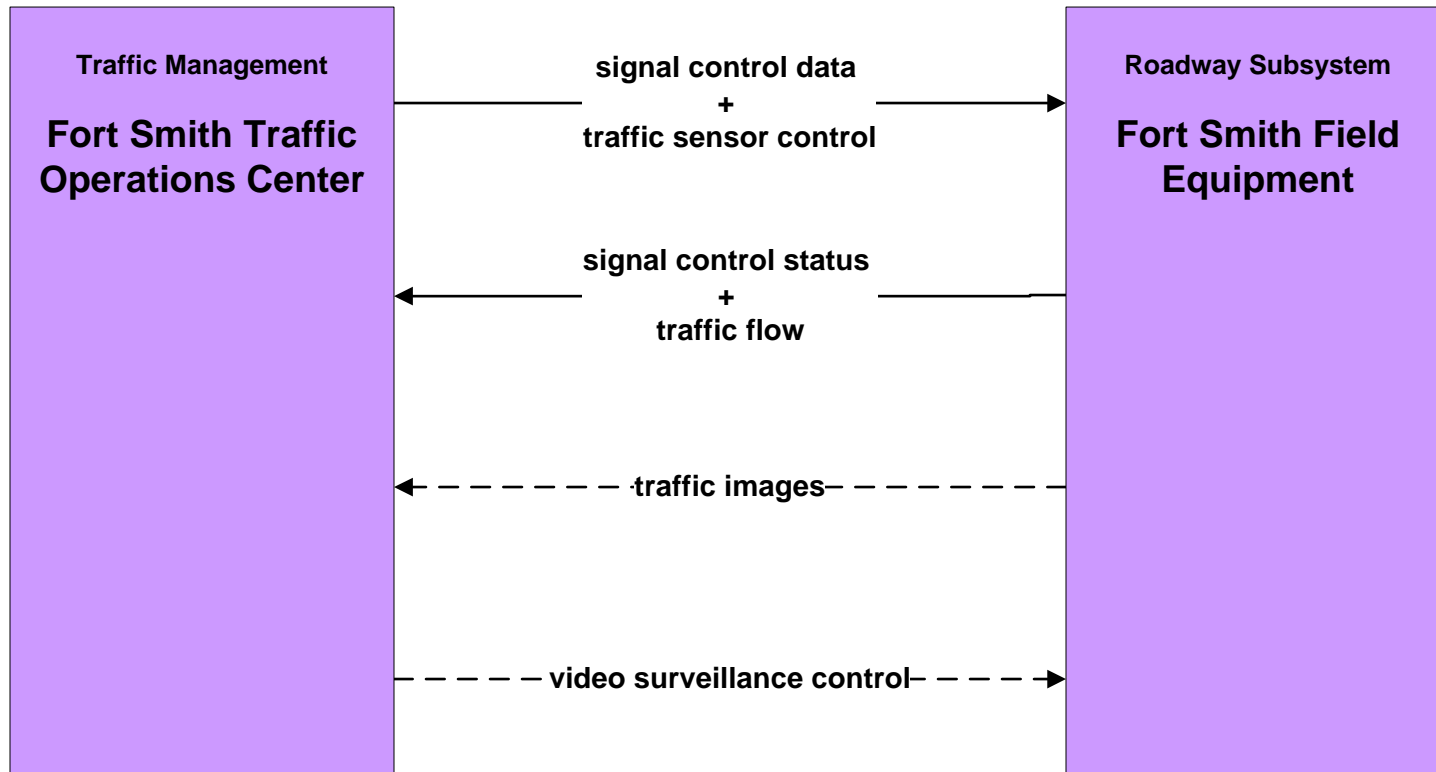 Traffic Management
Fort Smith Traffic
Operations Center
signal control data
+
traffic sensor control
Roadway Subsystem
Fort Smith Field
Equipment
signal control status
+
traffic flow
traffic images
video surveillance control